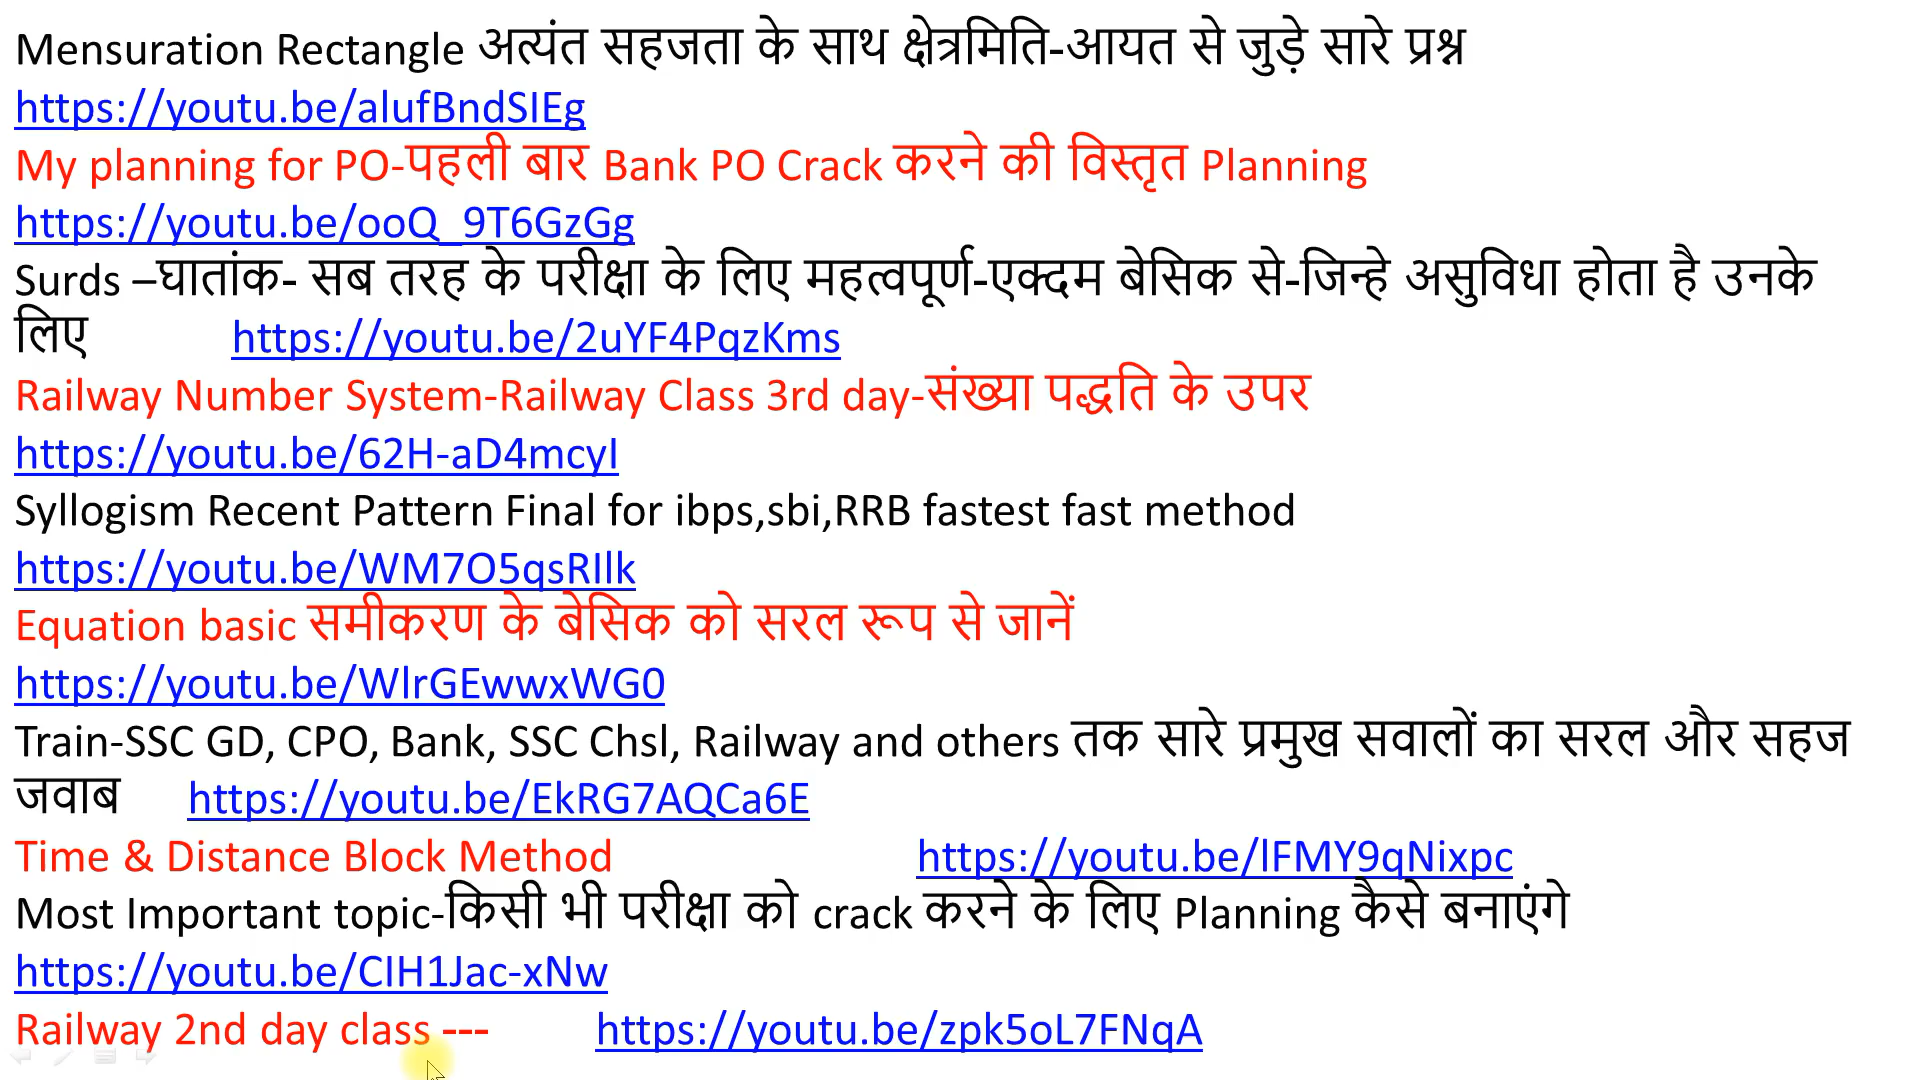 Mensuration Rectangle अत्यंत सहजता के साथ क्षेत्रमिति-आयत से जुड़े सारे प्रश्न
https://youtu.be/alufBndSIEg
My planning for PO-पहली बार Bank PO Crack करने की विस्तृत Planning
https://youtu.be/ooQ_9T6GzGg
Surds –घातांक- सब तरह के परीक्षा के लिए महत्वपूर्ण-एक्दम बेसिक से-जिन्हे असुविधा होता है उनके
लिए https://youtu.be/2uYF4PqzKms
Railway Number System-Railway Class 3rd day-संख्या पद्धति के उपर
https://youtu.be/62H-aD4mcyI
Syllogism Recent Pattern Final for ibps,sbi,RRB fastest fast method
https://youtu.be/WM7O5qsRIlk
Equation basic समीकरण के बेसिक को सरल रूप से जानें
https://youtu.be/WlrGEwwxWG0
Train-SSC GD, CPO, Bank, SSC Chsl, Railway and others तक सारे प्रमुख सवालों का सरल और सहज
जवाब https://youtu.be/EkRG7AQCa6E
Time & Distance Block Method https://youtu.be/lFMY9qNixpc
Most Important topic-किसी भी परीक्षा को crack करने के लिए Planning कैसे बनाएंगे
https://youtu.be/CIH1Jac-xNw
Railway 2nd day class --- https://youtu.be/zpk5oL7FNqA